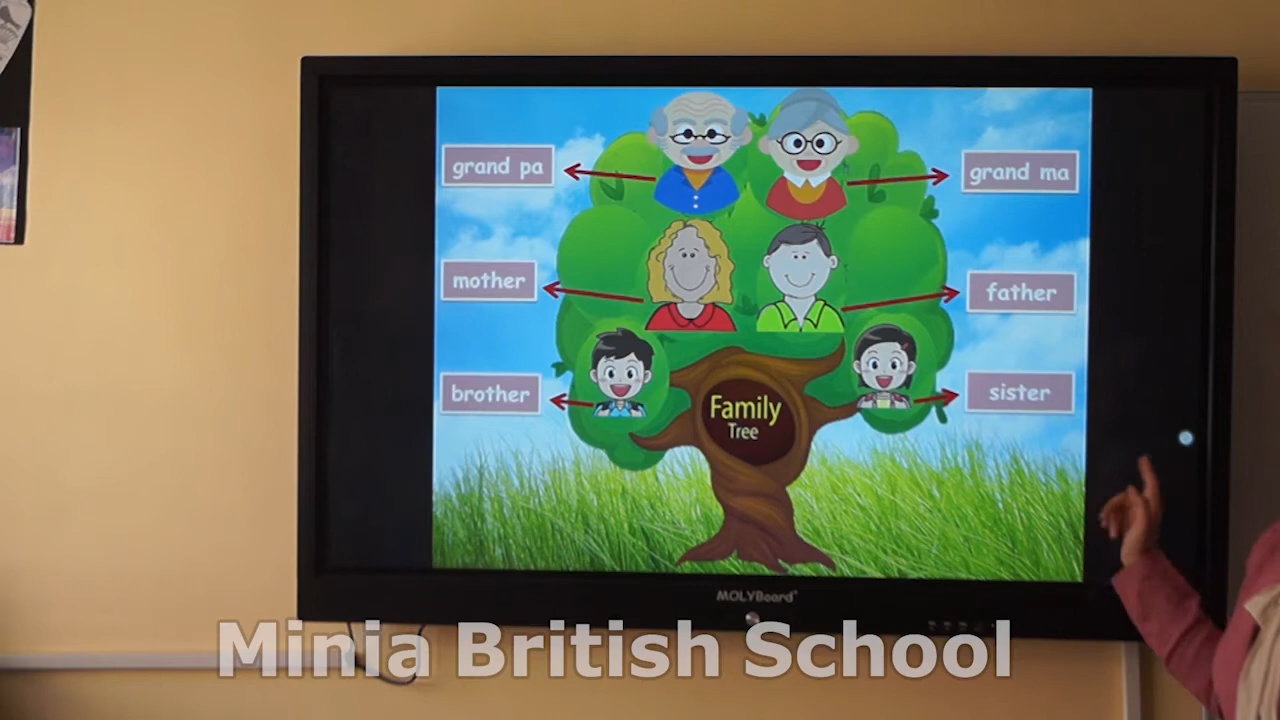 grand pa
grand ma
mother
father
brother
sister
Family
Tree
MOLYBoard
Minia British School